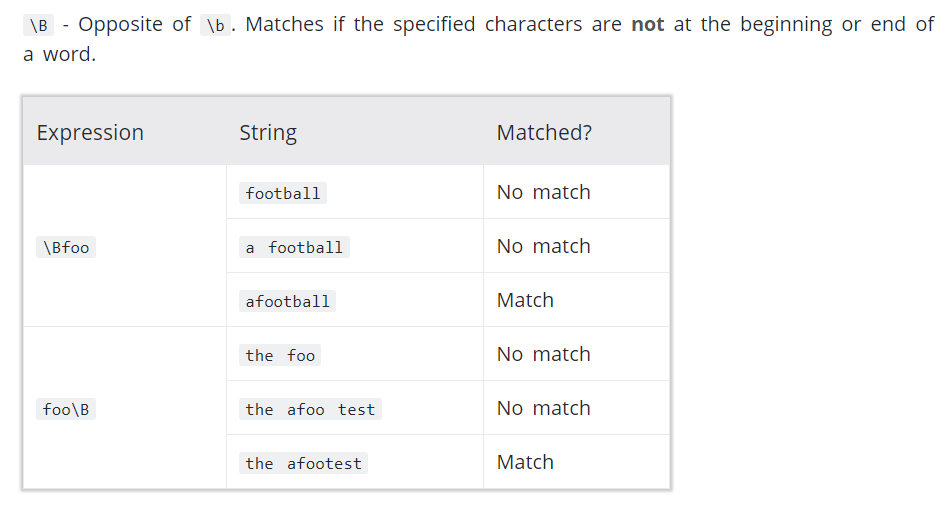 \B - Opposite of \b. Matches if the specified characters are not at the beginning or end of
a word.
Expression String Matched?
football No match
\Bfoo a football No match
afootball Match
the foo No match
foo\B the afoo test No match
the afootest Match